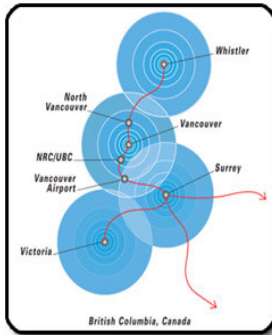 Whistler
North
Vancouver
Vancouver
NRC/UBC
Surrey
Vancouver
Airport
Victoria
British Columbia, Canada